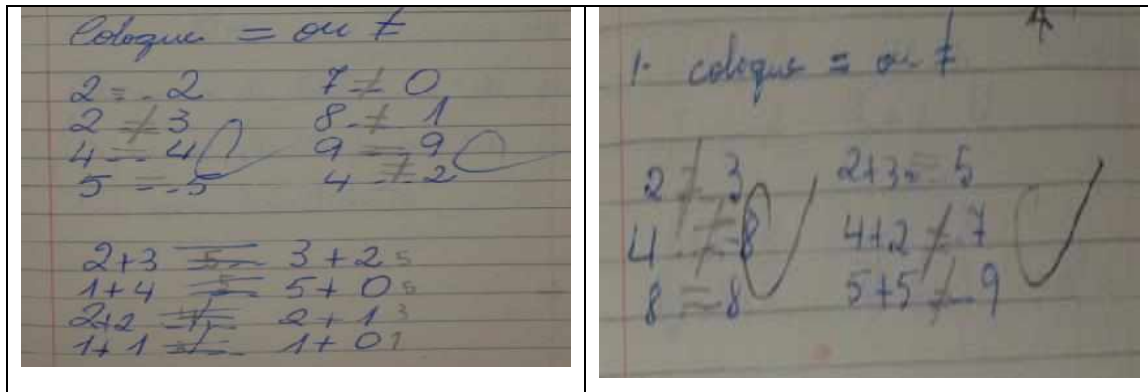 Coloque = ou ≠
2 = 2 7 ≠ 0
2 ≠ 3 8 ≠ 1
4 = 4 9 = 9
5 = 5 4 ≠ 2
2+3 = 3+2 5
1+4 = 5+0 5
2+2 ≠ 2+1 3
1+1 ≠ 1+0 1
1. coloque = ou ≠
2 ≠ 3 2+3 = 5
4 ≠ 8 4+2 ≠ 7
8 = 8 5+5 ≠ 9